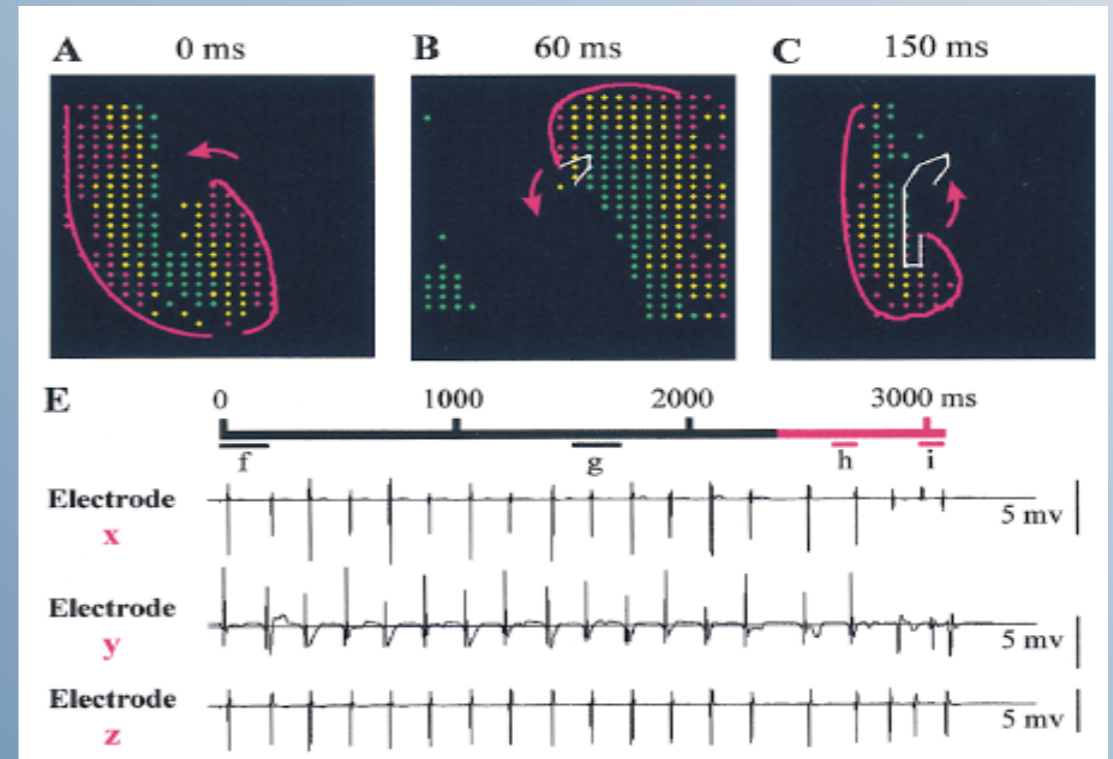 A 0 ms B 60 ms C 150 ms
E 0 1000 2000 3000 ms
f g h i
Electrode
x
5 mv
Electrode
y
5 mv
Electrode
z
5 mv